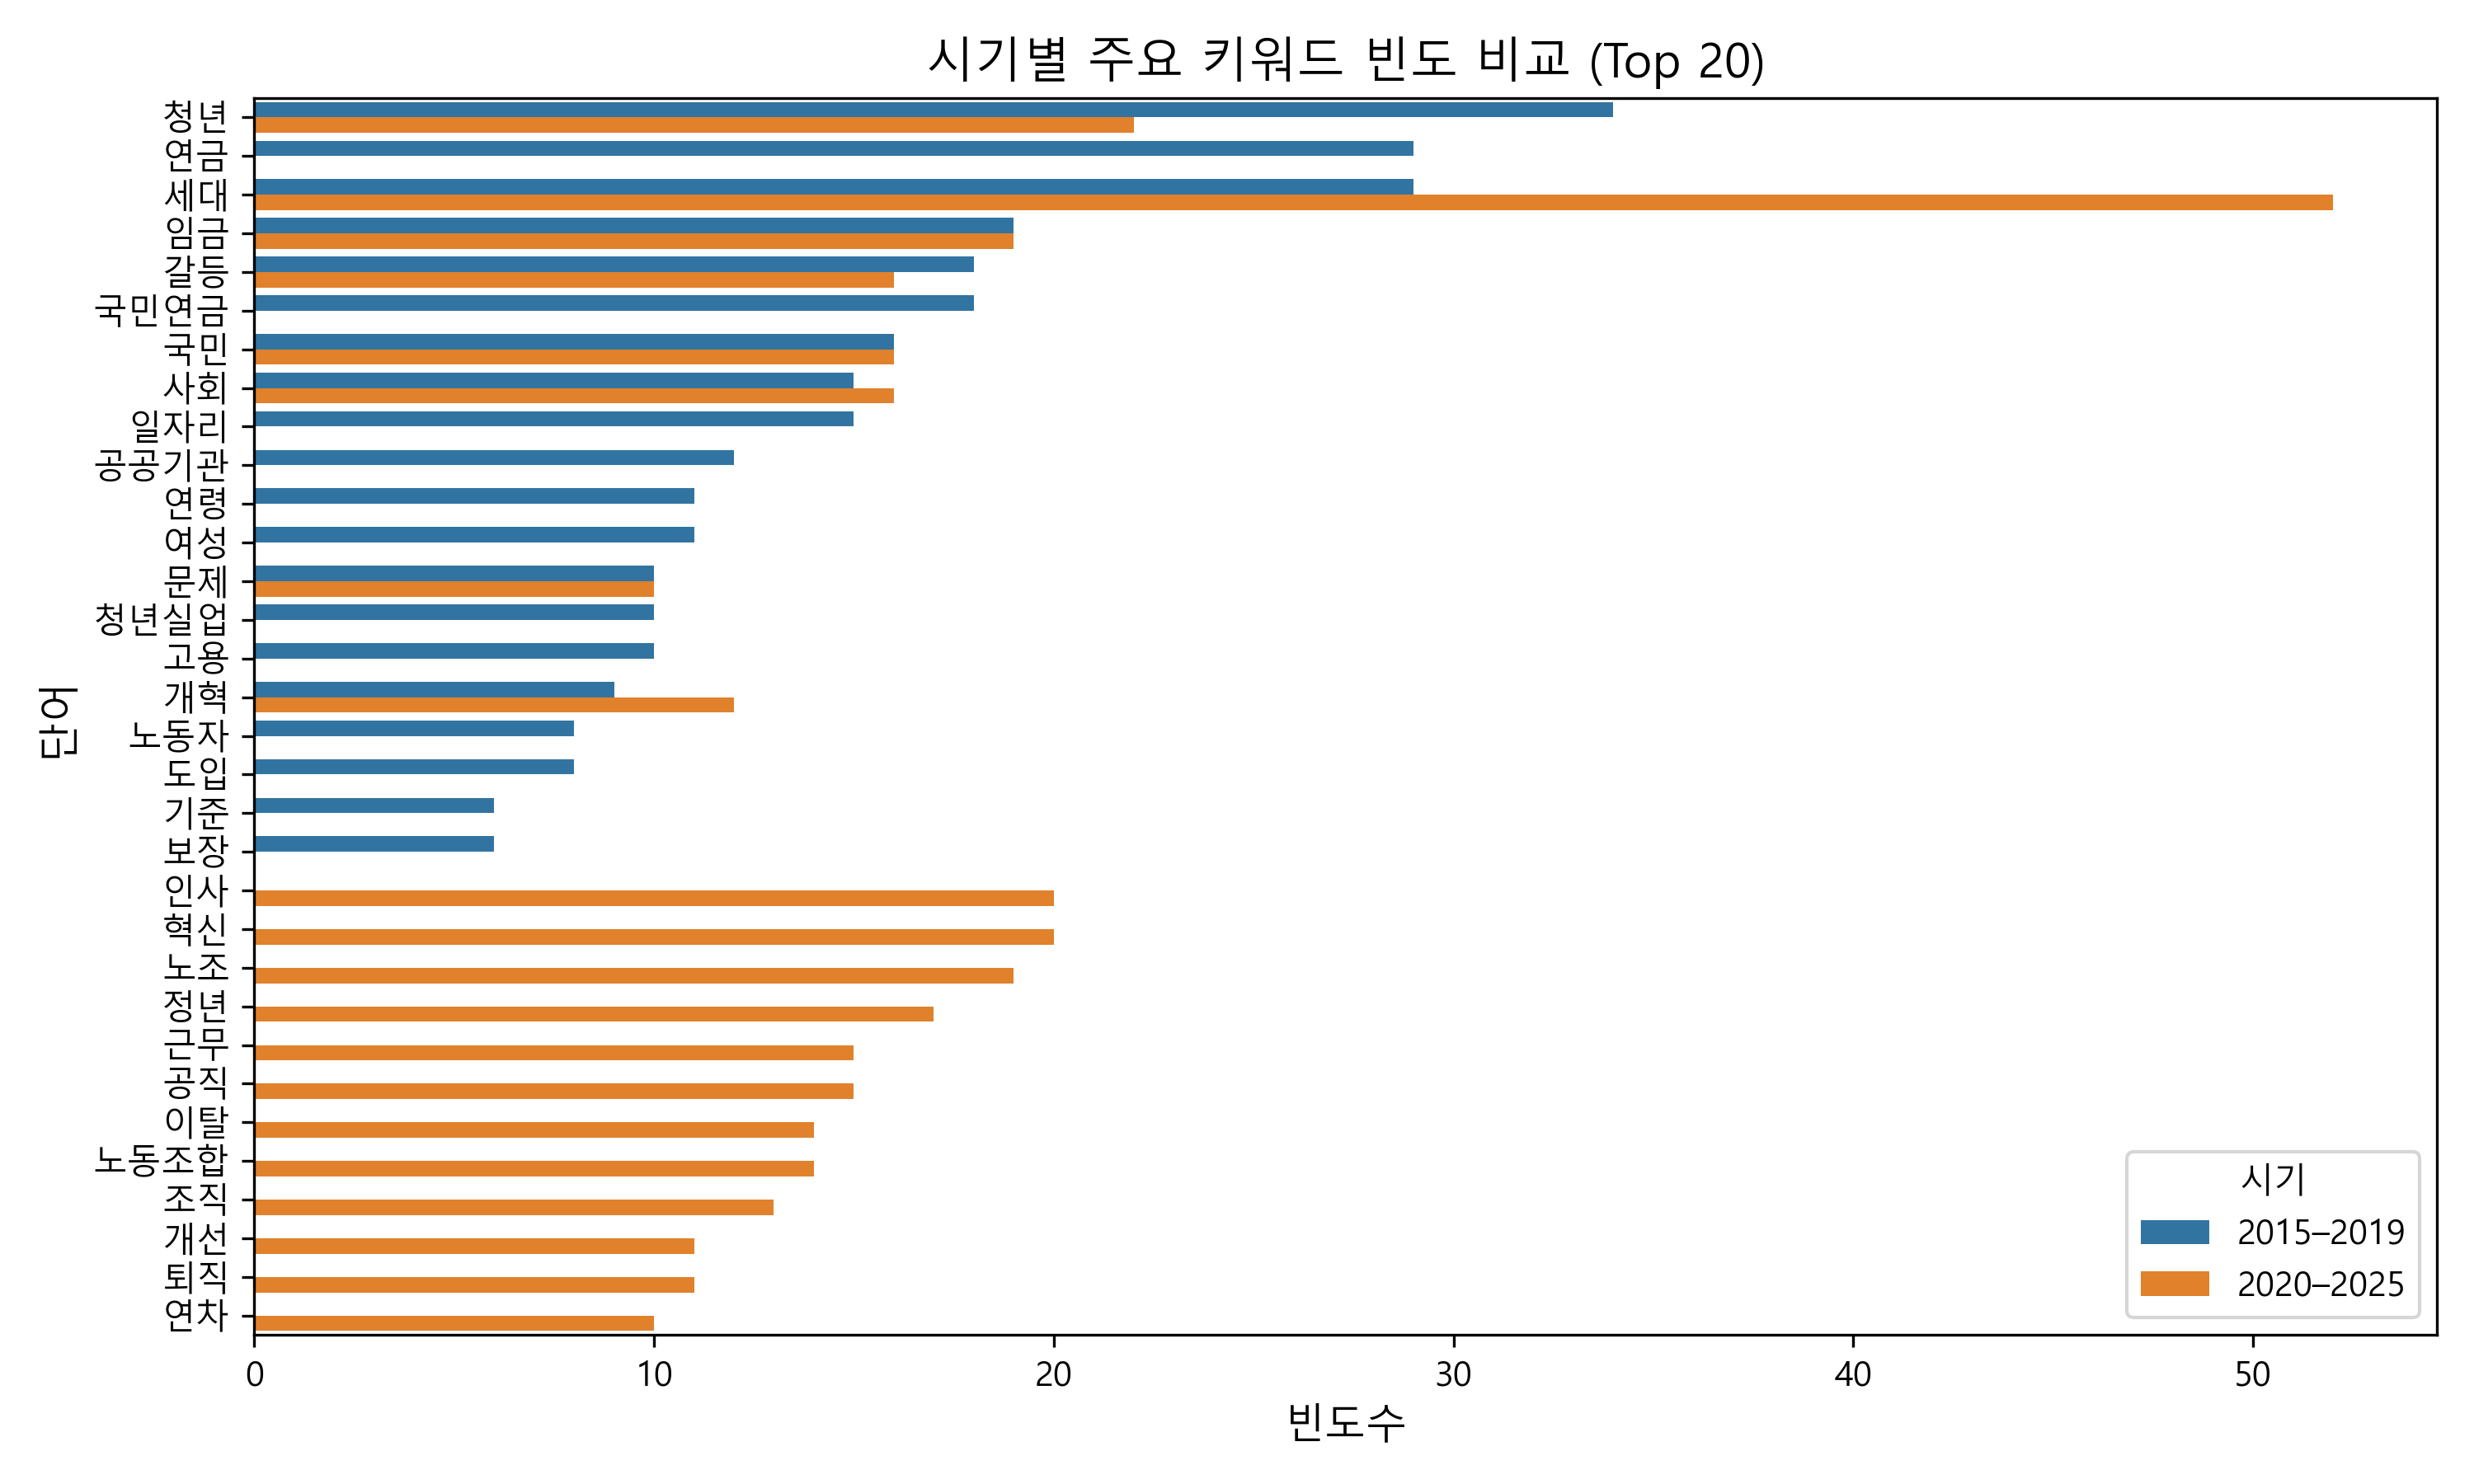 시기별 주요 키워드 빈도 비교 (Top 20)
단어
청년
연금
세대
임금
갈등
국민연금
국민
사회
일자리
공공기관
연령
여성
문제
청년실업
고용
개혁
노동자
도입
기준
보장
인사
혁신
노조
정년
근무
공직
이탈
노동조합
조직
개선
퇴직
연차
시기
2015–2019
2020–2025
0 10 20 30 40 50
빈도수